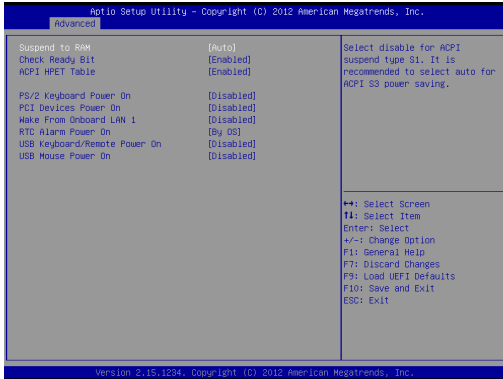 Aptio Setup Utility - Copyright (C) 2012 American Megatrends, Inc.
Advanced
Suspend to RAM [Auto]
Check Ready Bit [Enabled]
ACPI HPET Table [Enabled]
PS/2 Keyboard Power On [Disabled]
PCI Devices Power On [Disabled]
Wake From Onboard LAN 1 [Disabled]
RTC Alarm Power On [By OS]
USB Keyboard/Remote Power On [Disabled]
USB Mouse Power On [Disabled]
Select disable for ACPI
suspend type S1. It is
recommended to select auto for
ACPI S3 power saving.
↔: Select Screen
↑↓: Select Item
Enter: Select
+/-: Change Option
F1: General Help
F7: Discard Changes
F9: Load UEFI Defaults
F10: Save and Exit
ESC: Exit
Version 2.15.1234. Copyright (C) 2012 American Megatrends, Inc.